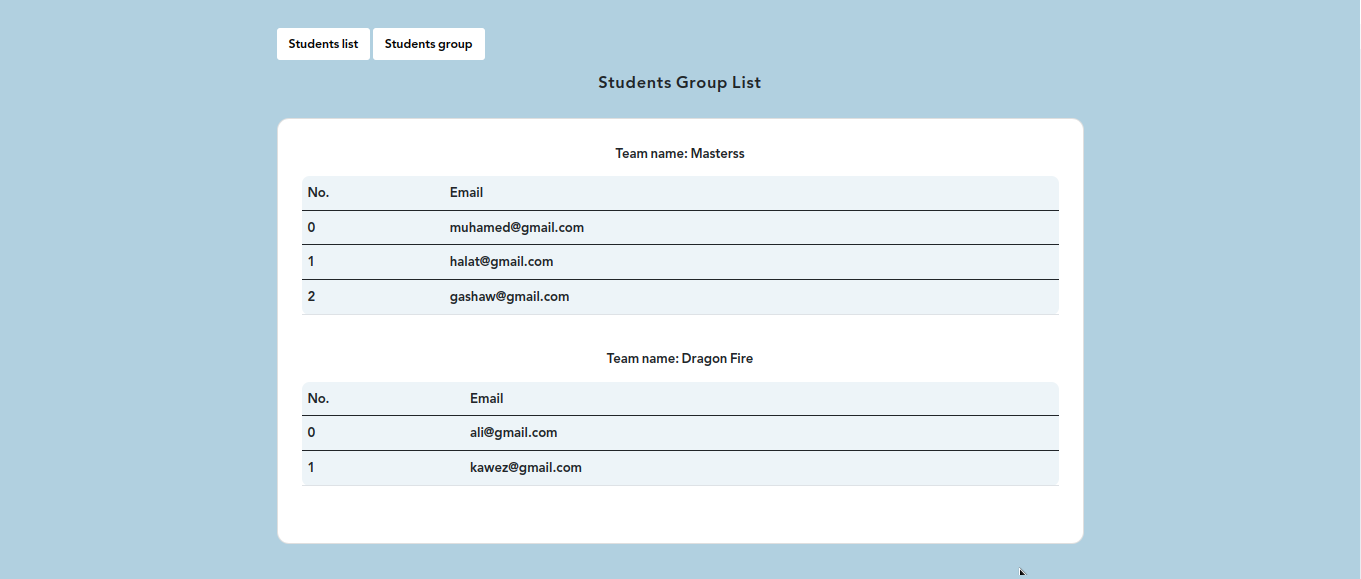 Students list Students group
Students Group List
Team name: Masterss
No. Email
0 muhamed@gmail.com
1 halat@gmail.com
2 gashaw@gmail.com
Team name: Dragon Fire
No. Email
0 ali@gmail.com
1 kawez@gmail.com